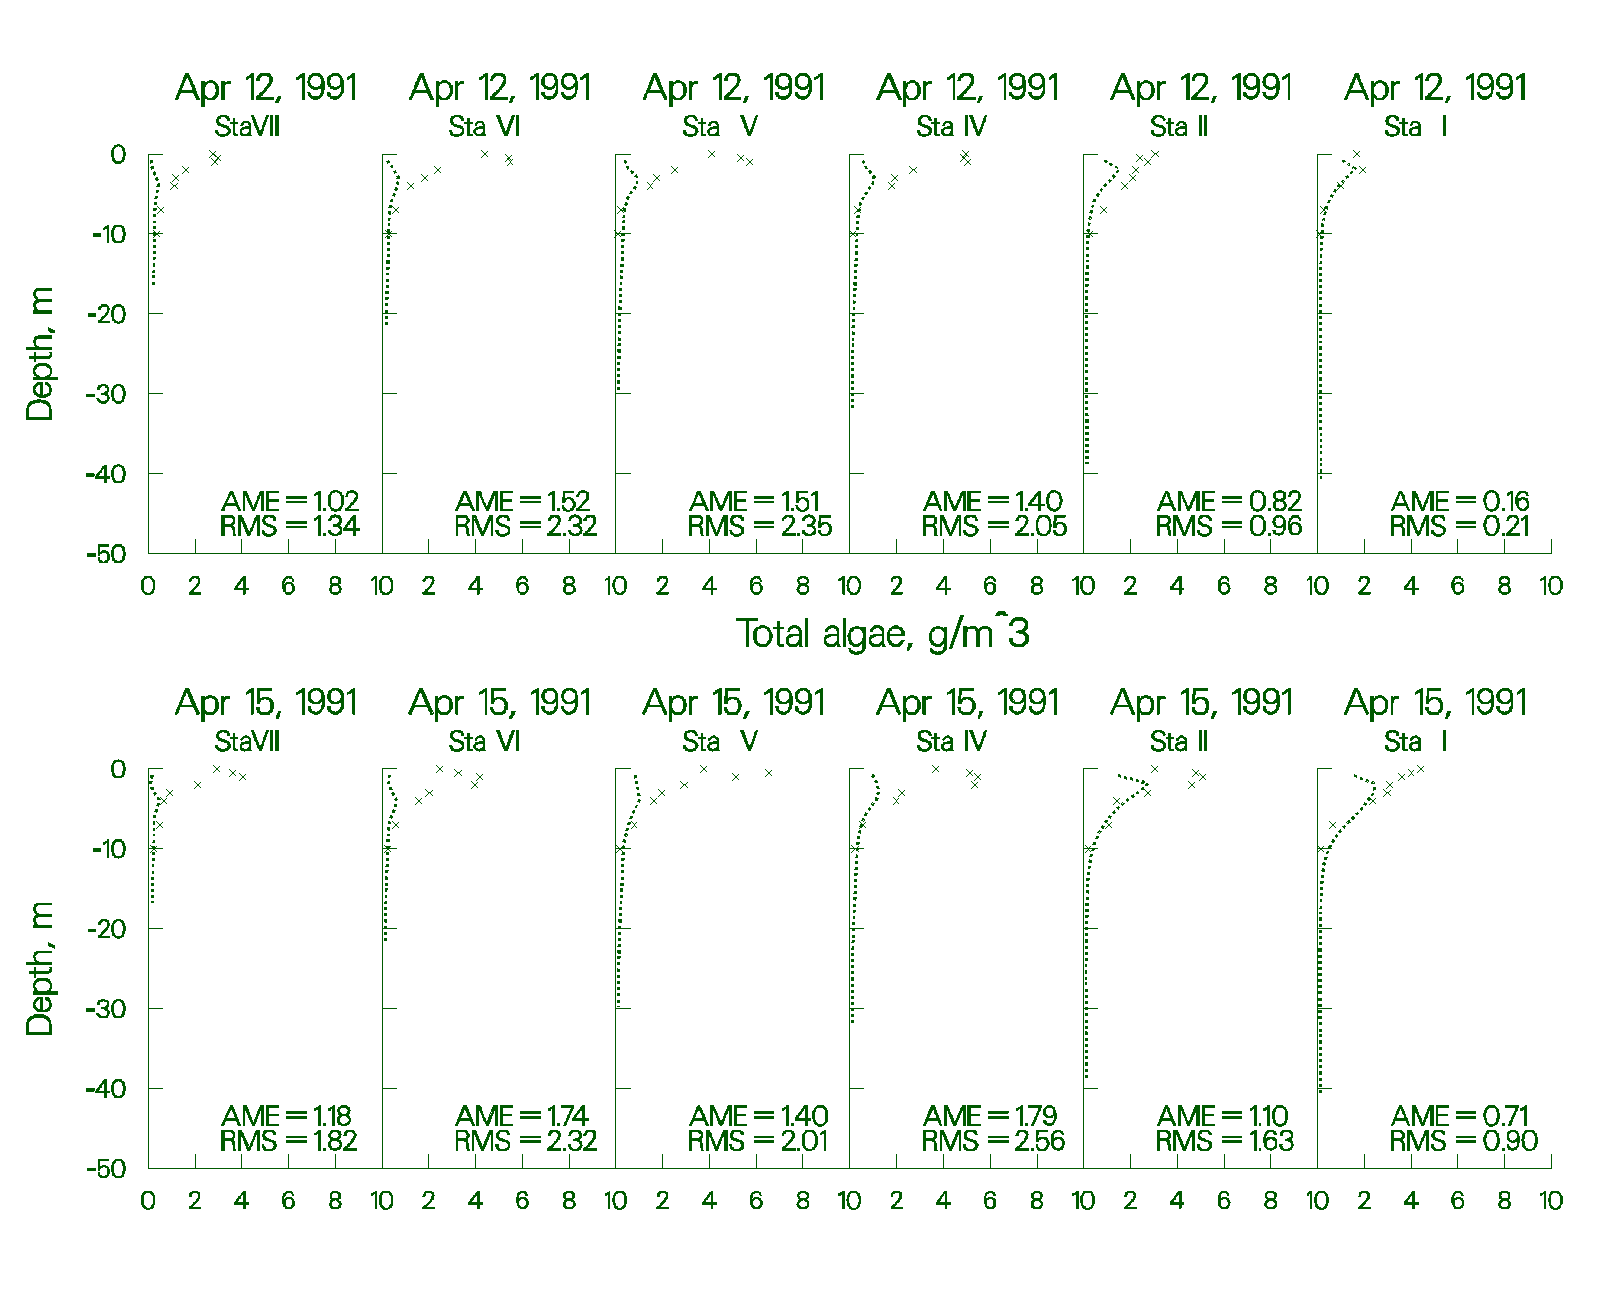 Apr 12, 1991 Apr 12, 1991 Apr 12, 1991 Apr 12, 1991 Apr 12, 1991 Apr 12, 1991
StaVII Sta VI Sta V Sta IV Sta II Sta I
0
-10
-20
-30
-40
-50
Depth, m
AME = 1.02 AME = 1.52 AME = 1.51 AME = 1.40 AME = 0.82 AME = 0.16
RMS = 1.34 RMS = 2.32 RMS = 2.35 RMS = 2.05 RMS = 0.96 RMS = 0.21
0 2 4 6 10 2 4 6 8 10 2 4 6 8 10 2 4 6 8 10 2 4 6 8 10 2 4 6 8 10
Total algae, g/m^3
Apr 15, 1991 Apr 15, 1991 Apr 15, 1991 Apr 15, 1991 Apr 15, 1991 Apr 15, 1991
StaVII Sta VI Sta V Sta IV Sta II Sta I
0
-10
-20
-30
-40
-50
Depth, m
AME = 1.18 AME = 1.74 AME = 1.40 AME = 1.79 AME = 1.10 AME = 0.71
RMS = 1.82 RMS = 2.32 RMS = 2.01 RMS = 2.56 RMS = 1.63 RMS = 0.90
0 2 4 6 8 10 2 4 6 8 10 2 4 6 8 10 2 4 6 8 10 2 4 6 8 10 2 4 6 8 10